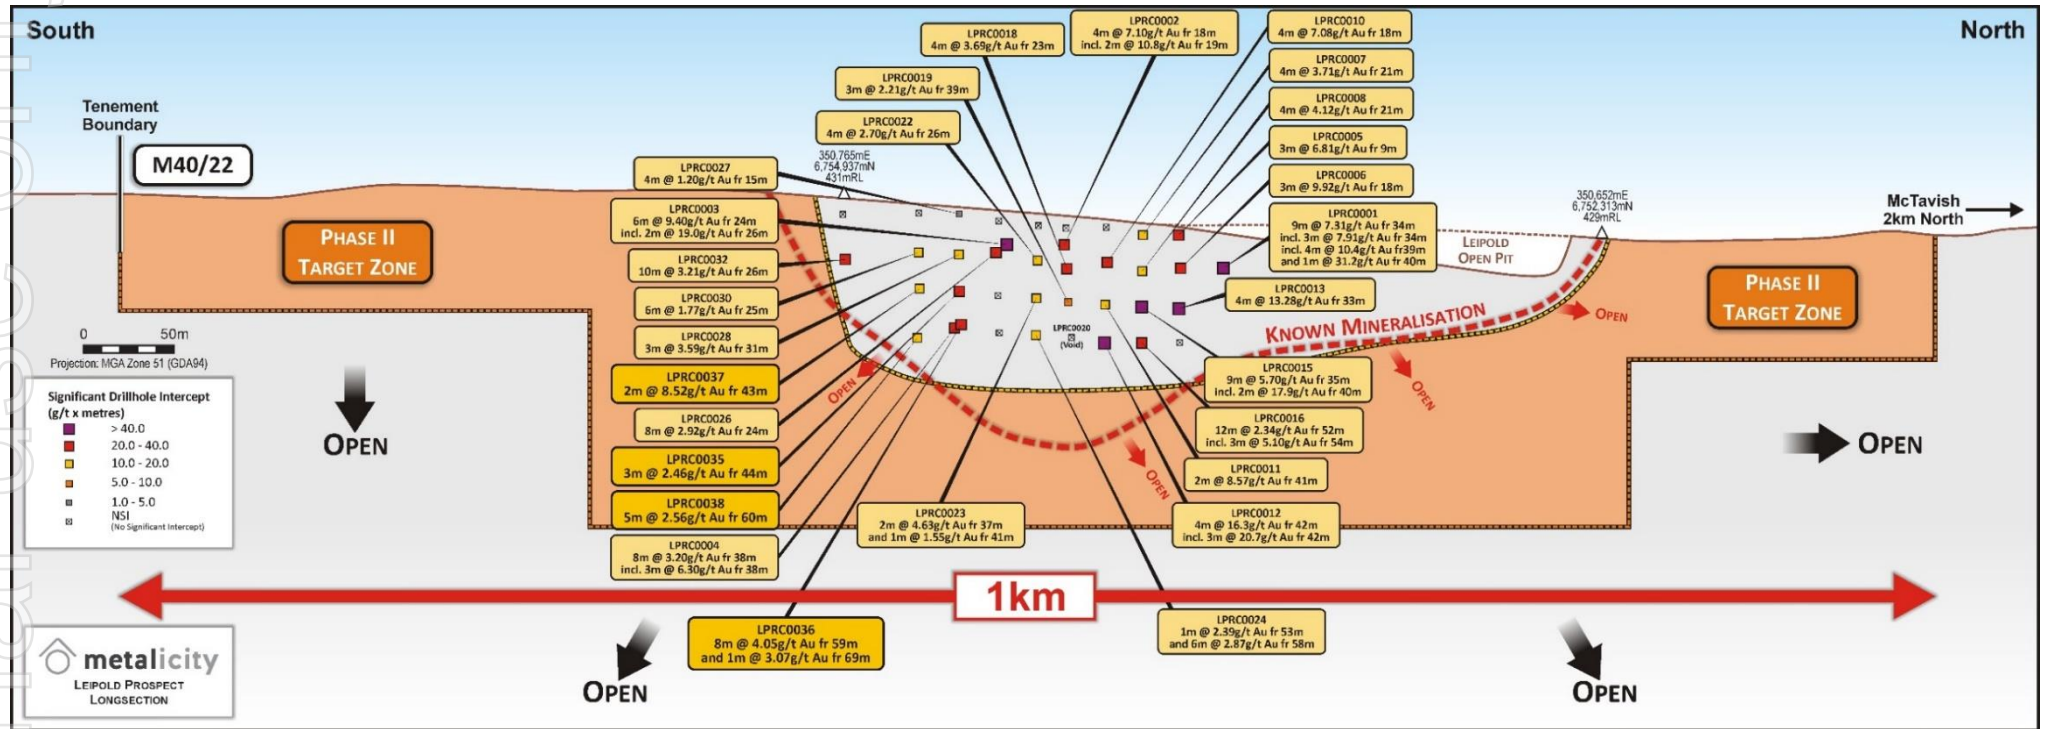 South
North
Tenement
Boundary
M40/22
PHASE II
TARGET ZONE
0 50m
Projection: MGA Zone 51 (GDA94)
Significant Drillhole Intercept
(g/t x metres)
> 40.0
20.0 - 40.0
10.0 - 20.0
5.0 - 10.0
1.0 - 5.0
NSI
(No Significant Intercept)
OPEN
metalicity
LEIPOLD PROSPECT
LONGSECTION
LPRC0018
4m @ 3.69g/t Au fr 23m
LPRC0002
4m @ 7.10g/t Au fr 18m
incl. 2m @ 10.8g/t Au fr 19m
LPRC0010
4m @ 7.08g/t Au fr 18m
LPRC0019
3m @ 2.21g/t Au fr 39m
LPRC0007
4m @ 3.71g/t Au fr 21m
LPRC0022
4m @ 2.70g/t Au fr 26m
LPRC0008
4m @ 4.12g/t Au fr 21m
LPRC0005
3m @ 6.81g/t Au fr 9m
LPRC0006
3m @ 9.92g/t Au fr 18m
350,765mE
6,754,937mN
431mRL
LPRC0027
4m @ 1.20g/t Au fr 15m
LPRC0003
6m @ 9.40g/t Au fr 24m
incl. 2m @ 19.0g/t Au fr 26m
LPRC0032
10m @ 3.21g/t Au fr 26m
LPRC0030
6m @ 1.77g/t Au fr 25m
LPRC0028
3m @ 3.59g/t Au fr 31m
LPRC0037
2m @ 8.52g/t Au fr 43m
LPRC0026
8m @ 2.92g/t Au fr 24m
LPRC0035
3m @ 2.46g/t Au fr 44m
LPRC0038
5m @ 2.56g/t Au fr 60m
LPRC0004
8m @ 3.20g/t Au fr 38m
incl. 3m @ 6.30g/t Au fr 38m
LPRC0036
8m @ 4.05g/t Au fr 59m
and 1m @ 3.07g/t Au fr 69m
LPRC0001
9m @ 7.31g/t Au fr 34m
incl. 3m @ 7.91g/t Au fr 34m
incl. 4m @ 10.4g/t Au fr39m
and 1m @ 31.2g/t Au fr 40m
LEIPOLD
OPEN PIT
350,652mE
6,752,313mN
429mRL
McTavish
2km North
LPRC0013
4m @ 13.28g/t Au fr 33m
LPRC0020
(Void)
KNOWN MINERALISATION
OPEN
OPEN
OPEN
OPEN
LPRC0015
9m @ 5.70g/t Au fr 35m
incl. 2m @ 17.9g/t Au fr 40m
LPRC0016
12m @ 2.34g/t Au fr 52m
incl. 3m @ 5.10g/t Au fr 54m
LPRC0011
2m @ 8.57g/t Au fr 41m
LPRC0023
2m @ 4.63g/t Au fr 37m
and 1m @ 1.55g/t Au fr 41m
LPRC0012
4m @ 16.3g/t Au fr 42m
incl. 3m @ 20.7g/t Au fr 42m
LPRC0024
1m @ 2.39g/t Au fr 53m
and 6m @ 2.87g/t Au fr 58m
PHASE II
TARGET ZONE
OPEN
1km
OPEN
OPEN